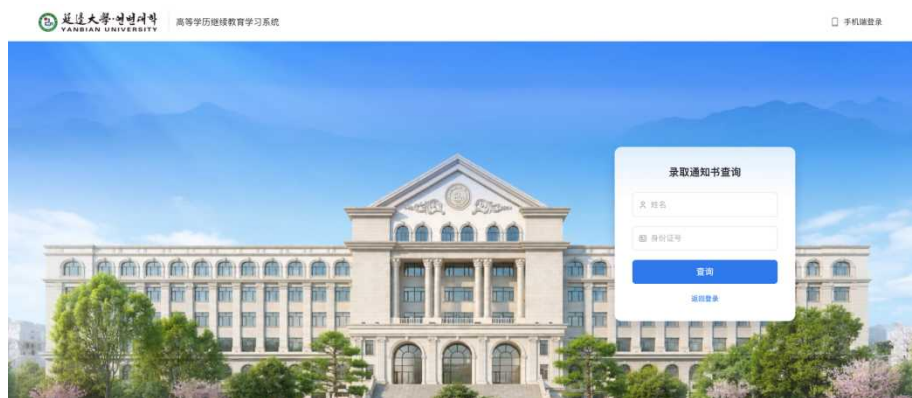 延边大学·연변대학
YANBIAN UNIVERSITY
高等学历继续教育学习系统
手机端登录
录取通知书查询
姓名
身份证号
查询
返回登录